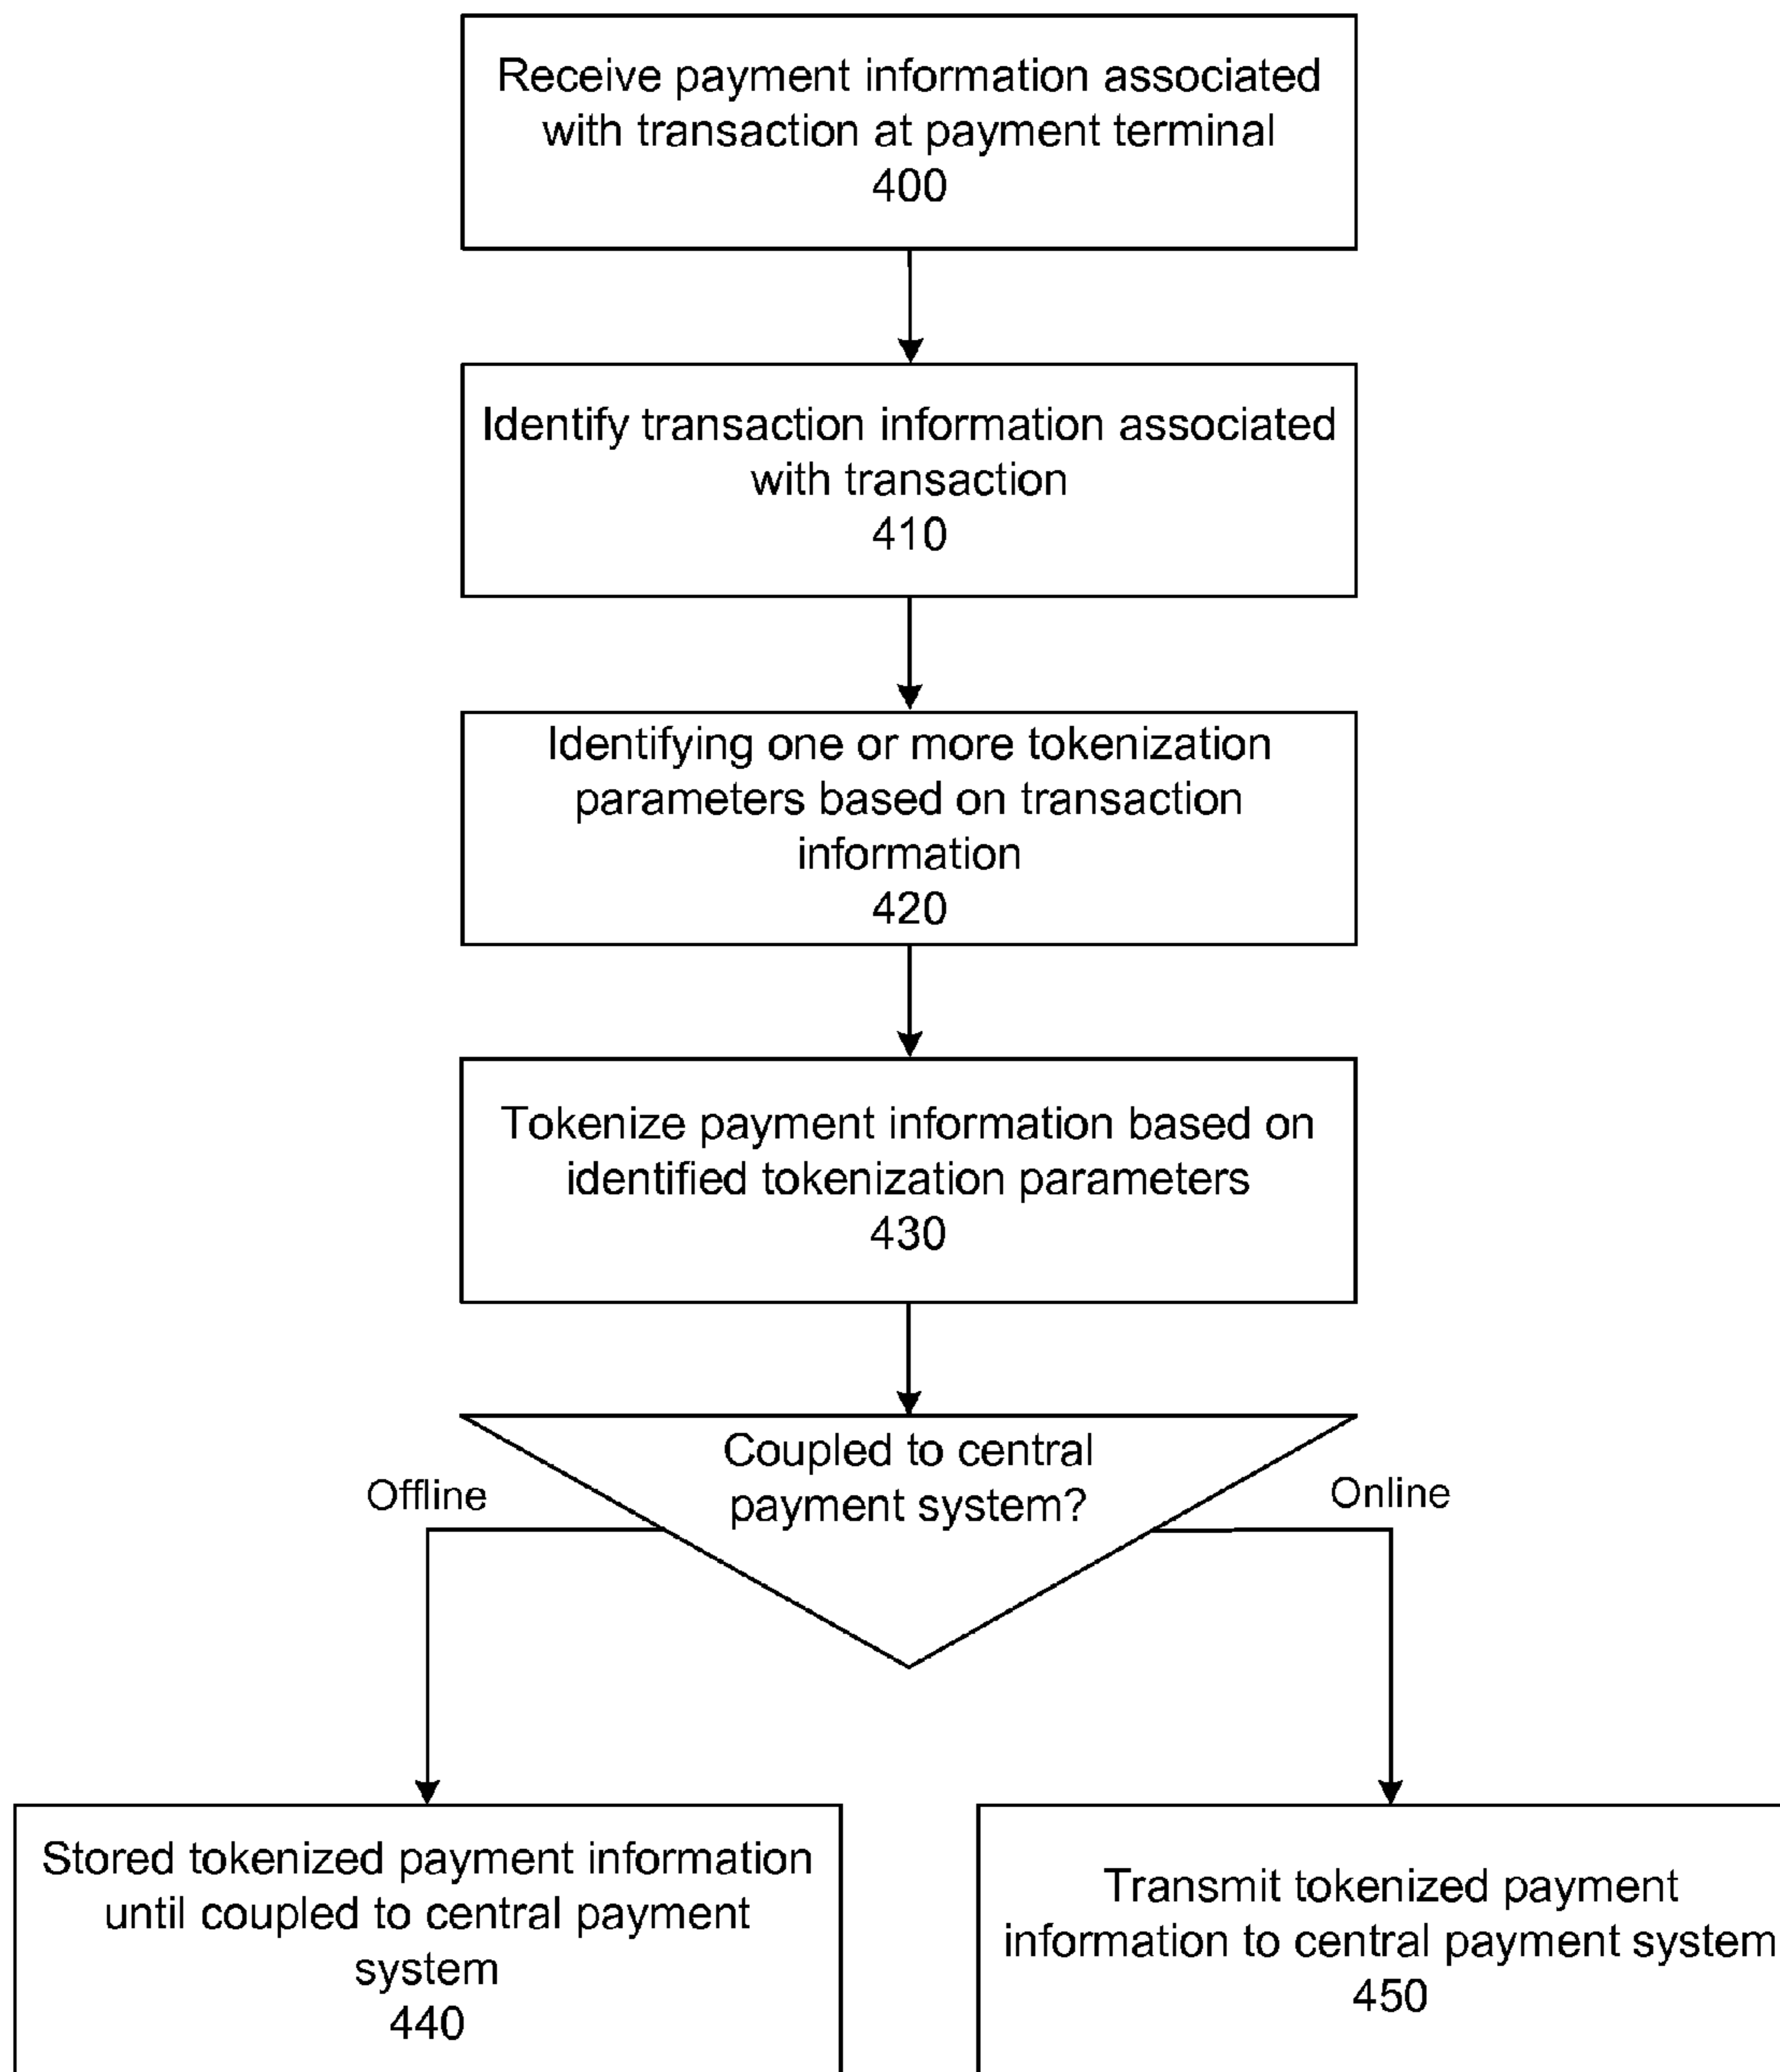 Receive payment information associated
with transaction at payment terminal
400
Identify transaction information associated
with transaction
410
Identifying one or more tokenization
parameters based on transaction
information
420
Tokenize payment information based on
identified tokenization parameters
430
Coupled to central
payment system?
Offline
Online
Stored tokenized payment information
until coupled to central payment
system
440
Transmit tokenized payment
information to central payment system
450